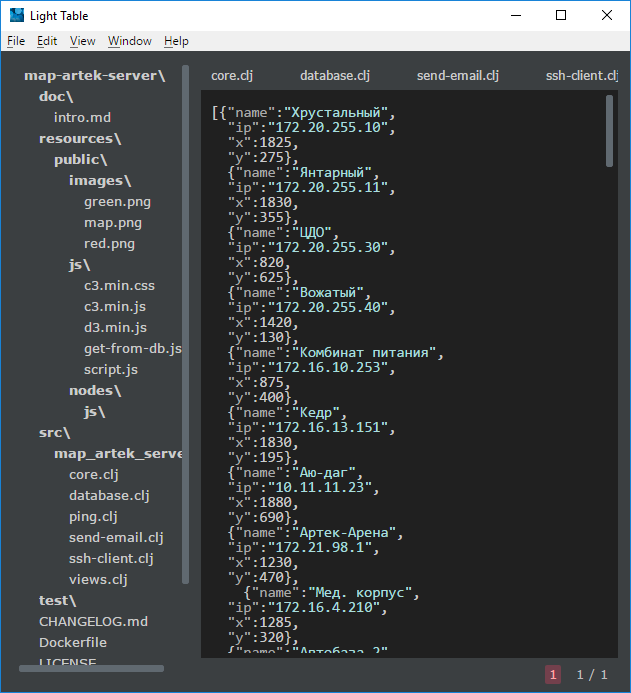 Light Table
File Edit View Window Help
map-artek-server\
doc\
intro.md
resources\
public\
images\
green.png
map.png
red.png
js\
c3.min.css
c3.min.js
d3.min.js
get-from-db.js
script.js
nodes\
js\
src\
map_artek_serve
core.clj
database.clj
ping.clj
send-email.clj
ssh-client.clj
views.clj
test\
CHANGELOG.md
Dockerfile
LICENSE
core.clj database.clj send-email.clj ssh-client.clj
[{"name":"Хрустальный",
"ip":"172.20.255.10",
"x":1825,
"y":275},
{"name":"Янтарный",
"ip":"172.20.255.11",
"x":1830,
"y":355},
{"name":"ЦДО",
"ip":"172.20.255.30",
"x":820,
"y":625},
{"name":"Вожатый",
"ip":"172.20.255.40",
"x":1420,
"y":130},
{"name":"Комбинат питания",
"ip":"172.16.10.253",
"x":875,
"y":400},
{"name":"Кедр",
"ip":"172.16.13.151",
"x":1830,
"y":195},
{"name":"Аю-даг",
"ip":"10.11.11.23",
"x":1880,
"y":690},
{"name":"Артек-Арена",
"ip":"172.21.98.1",
"x":1230,
"y":470},
{"name":"Мед. корпус",
"ip":"172.16.4.210",
"x":1285,
"y":320},
{"name":"Автобаза 2"
1 1 / 1